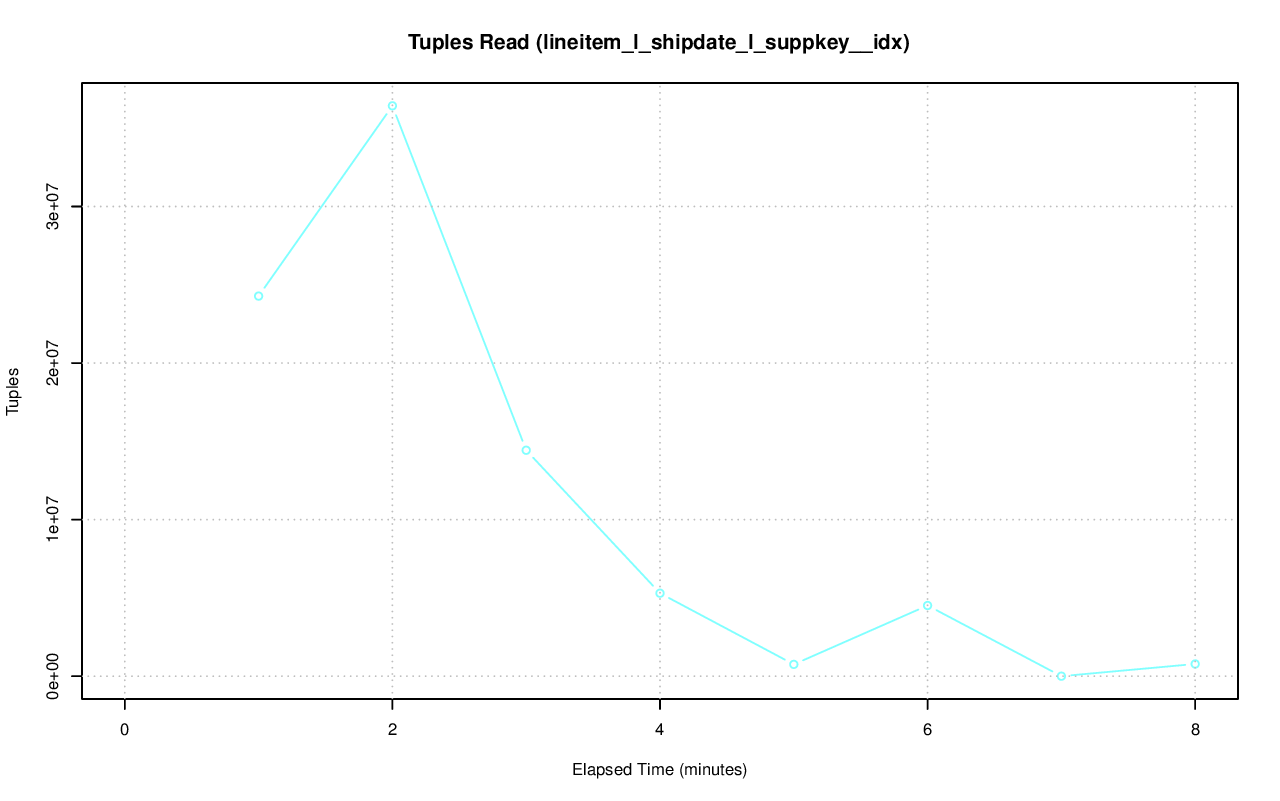 Tuples Read (lineitem_l_shipdate_l_suppkey__idx)
3e+07
2e+07
1e+07
0e+00
Tuples
0 2 4 6 8
Elapsed Time (minutes)